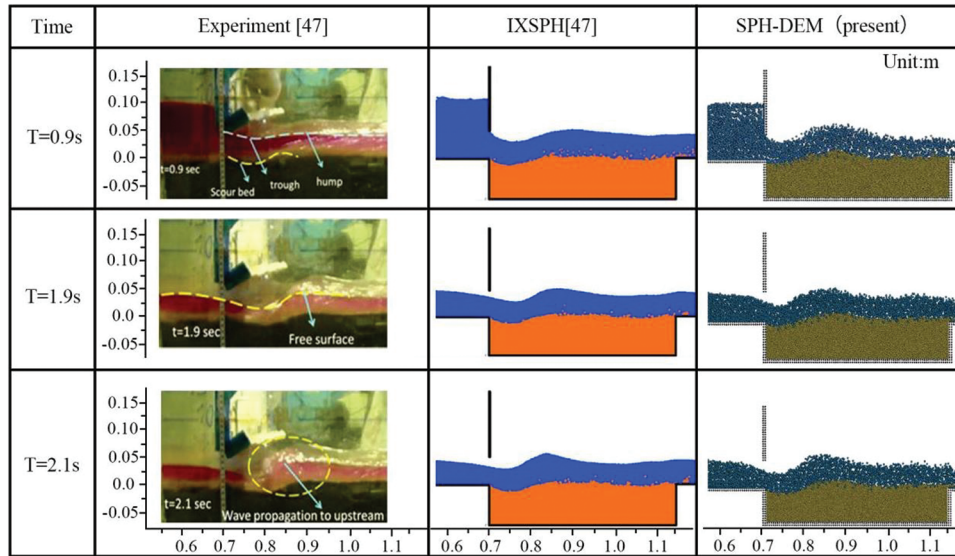 Time Experiment [47] IXSPH[47] SPH-DEM（present）
Unit:m
T=0.9s
0.15
0.10
0.05
0.0
-0.05
t=0.9 sec
Scour bed
trough
hump
T=1.9s
0.15
0.10
0.05
0.0
-0.05
t=1.9 sec
Free surface
T=2.1s
0.15
0.10
0.05
0.0
-0.05
t=2.1 sec
Wave propagation to upstream
0.6 0.7 0.8 0.9 1.0 1.1 0.6 0.7 0.8 0.9 1.0 1.1 0.6 0.7 0.8 0.9 1.0 1.1